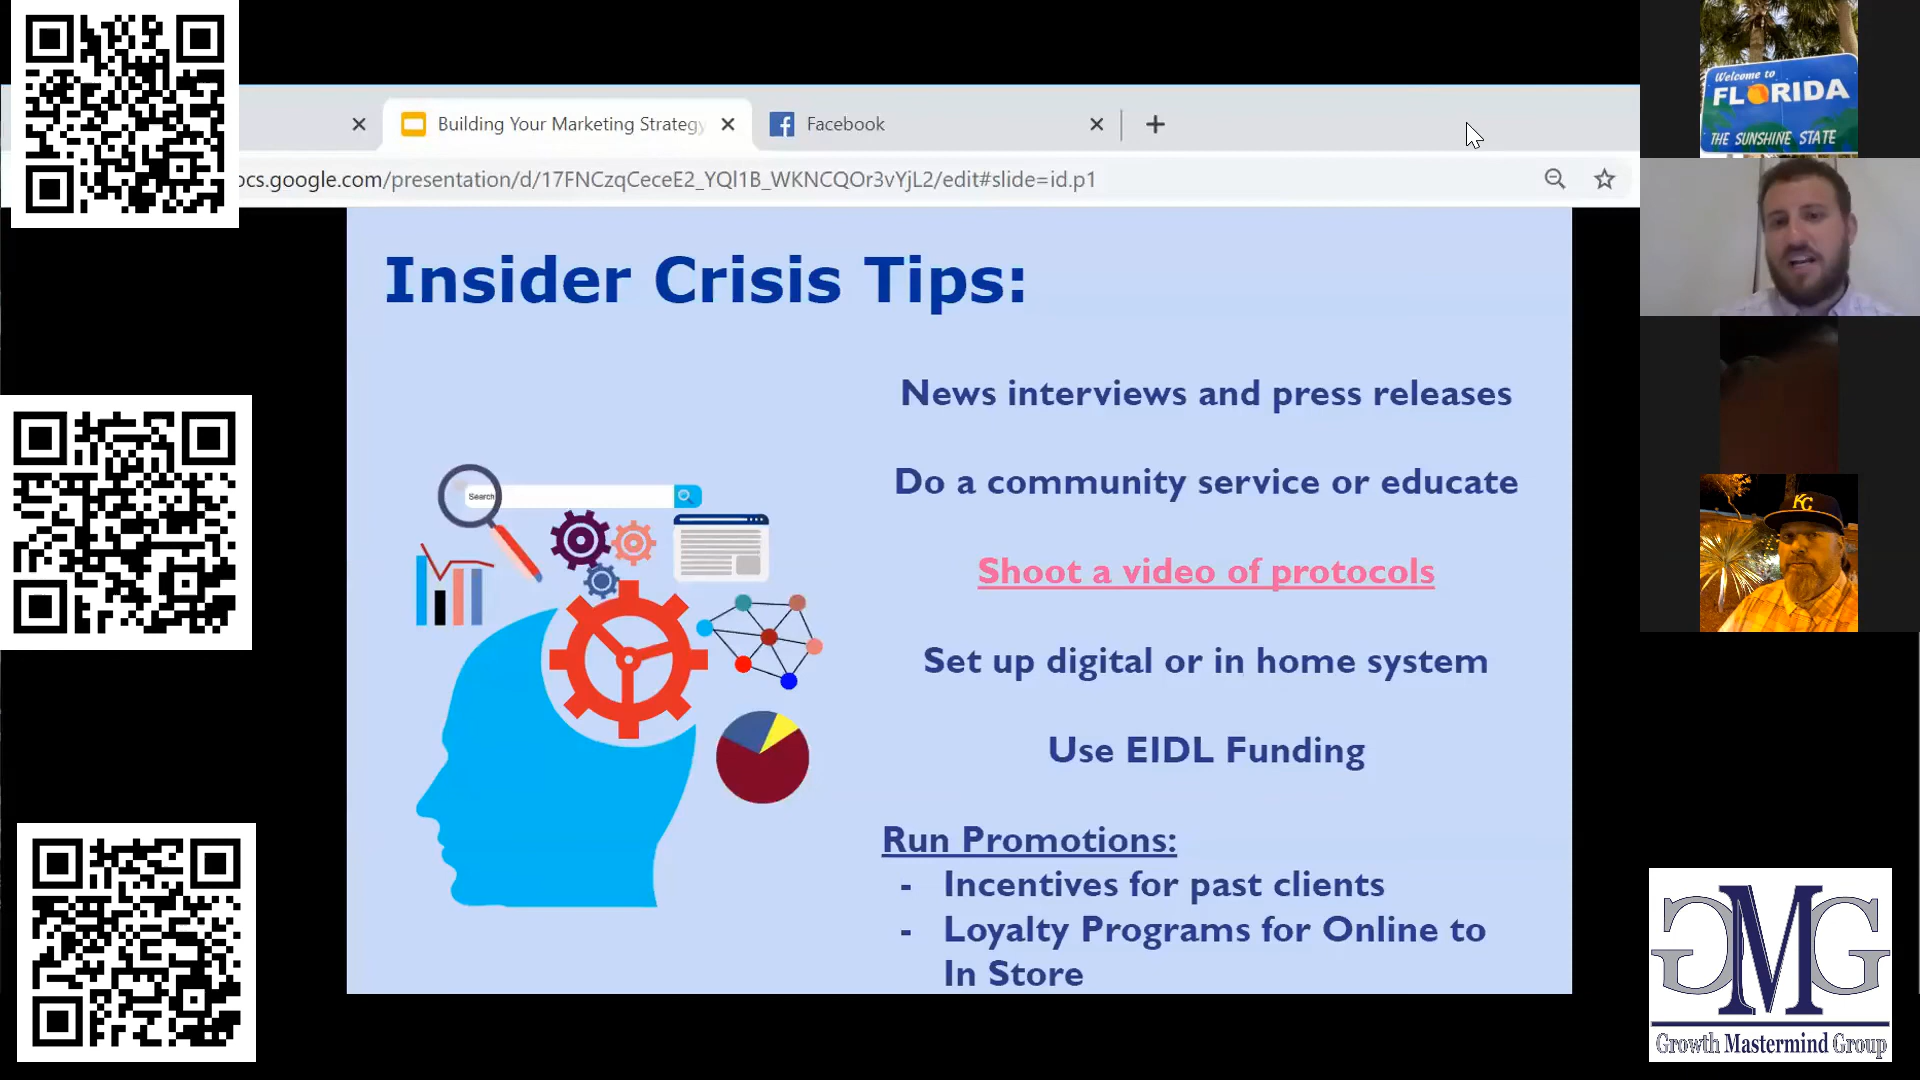 Building Your Marketing Strategy
Facebook
ocs.google.com/presentation/d/17FNCzqCeceE2_YQl1B_WKNCQOr3vYjL2/edit#slide=id.p1
Welcome to
FLORIDA
THE SUNSHINE STATE
Insider Crisis Tips:
News interviews and press releases
Do a community service or educate
Search
Shoot a video of protocols
Set up digital or in home system
Use EIDL Funding
Run Promotions:
- Incentives for past clients
- Loyalty Programs for Online to
In Store
KC
GMG
Growth Mastermind Group